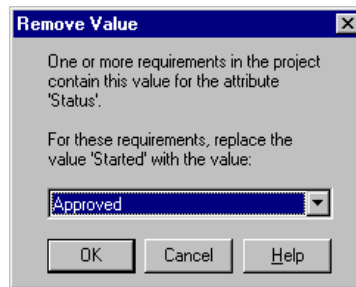 Remove Value
One or more requirements in the project
contain this value for the attribute
'Status'.
For these requirements, replace the
value 'Started' with the value:
Approved
OK Cancel Help